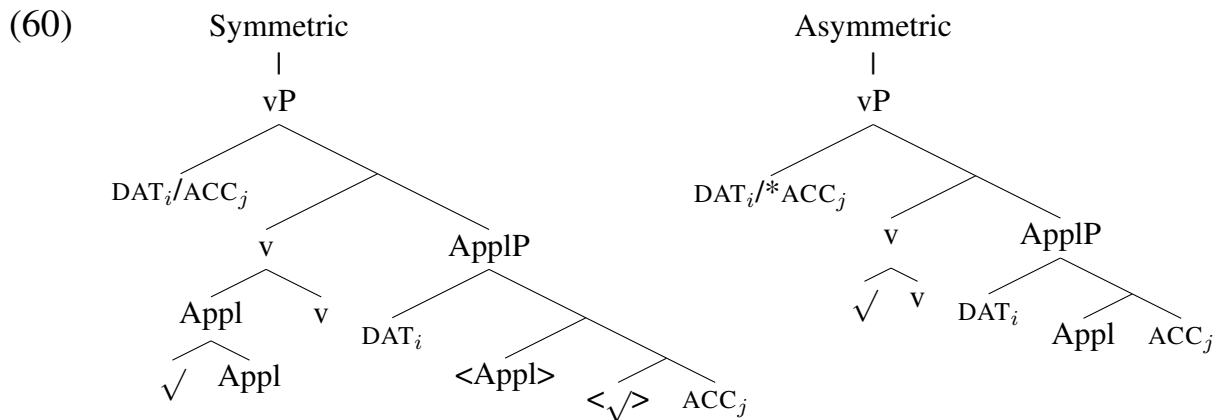 (60) Symmetric Asymmetric
vP vP
DATᵢ/ACCⱼ DATᵢ/*ACCⱼ
v ApplP v ApplP
Appl v DATᵢ √ v DATᵢ
√ Appl <Appl> Appl ACCⱼ
<√> ACCⱼ